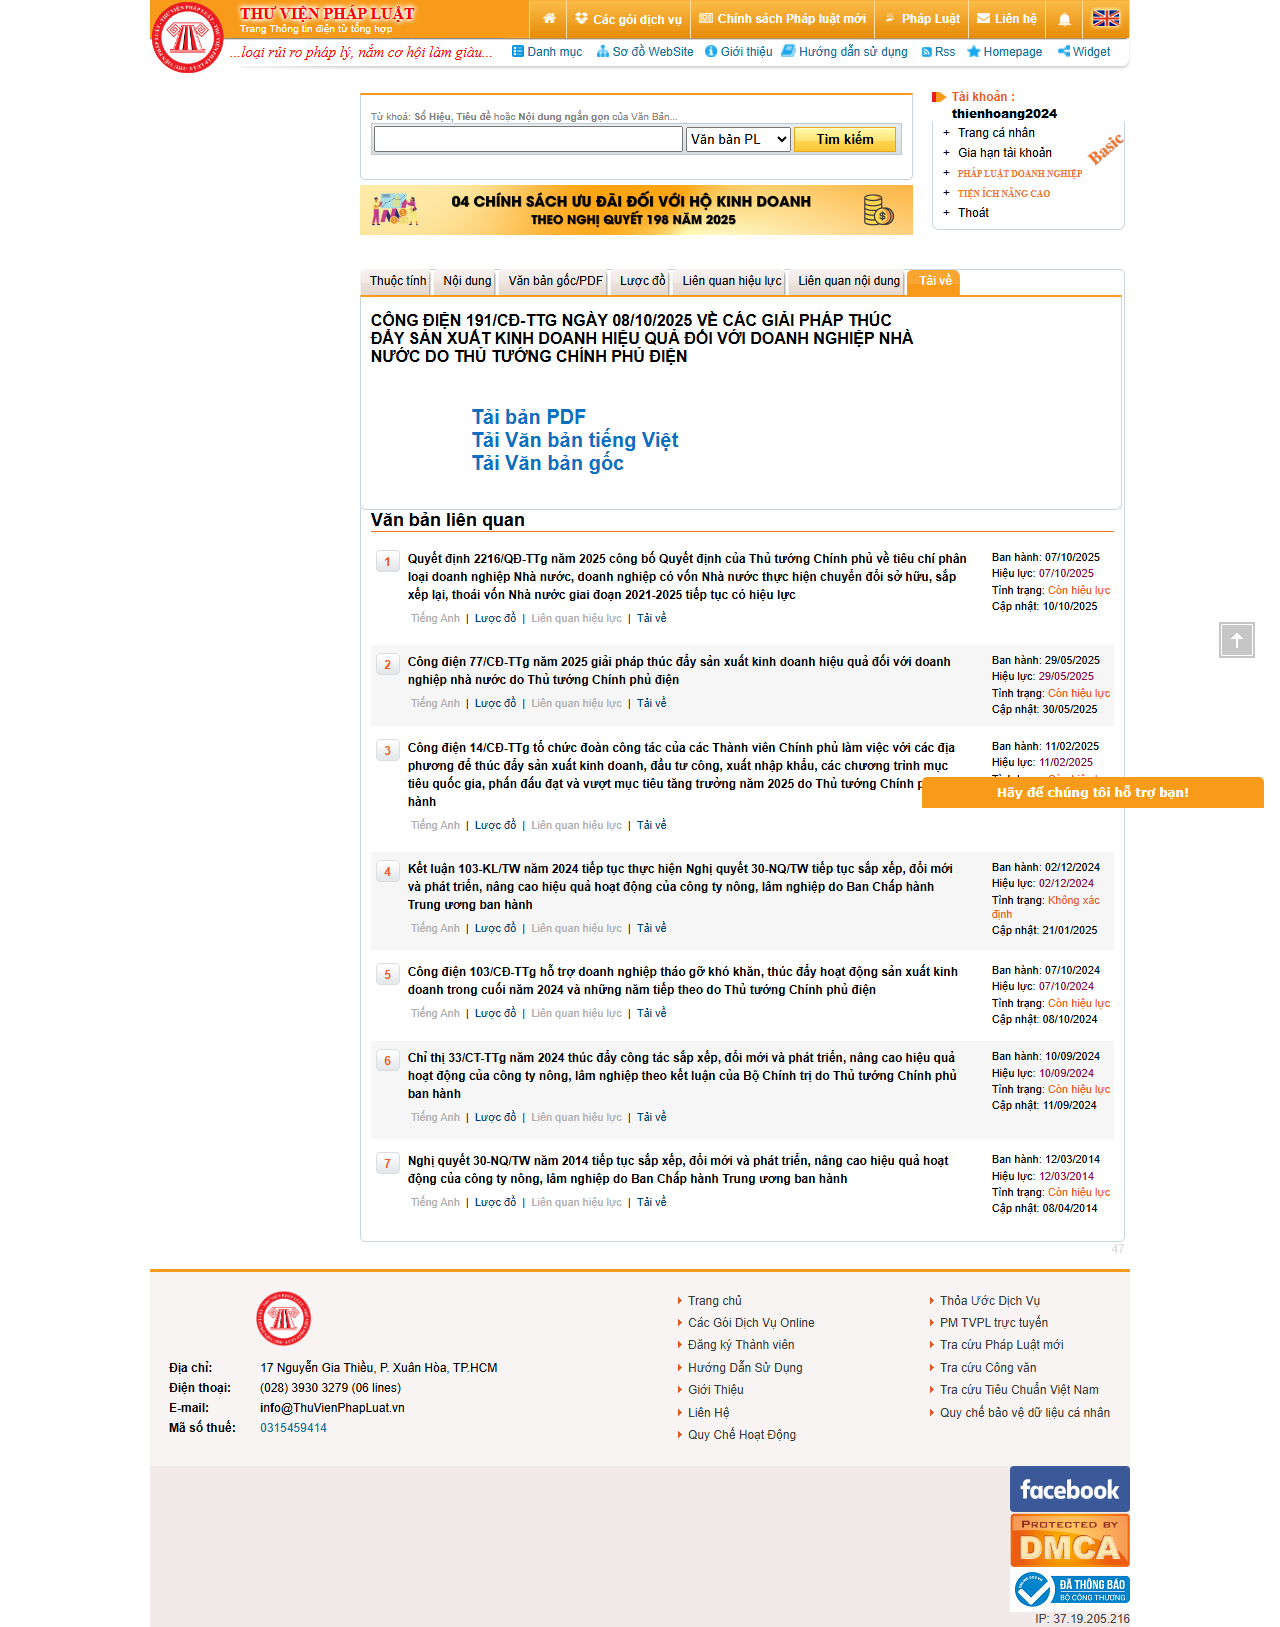 THƯ VIỆN PHÁP LUẬT
Trang Thông tin điện tử tổng hợp
Các gói dịch vụ
Chính sách Pháp luật mới
Pháp Luật
Liên hệ
...loại rủi ro pháp lý, nắm cơ hội làm giàu...
Danh mục
Sơ đồ WebSite
Giới thiệu
Hướng dẫn sử dụng
Rss
Homepage
Widget
Từ khoá: Số Hiệu, Tiêu đề hoặc Nội dung ngắn gọn của Văn Bản...
Văn bản PL
Tìm kiếm
04 CHÍNH SÁCH ƯU ĐÃI ĐỐI VỚI HỘ KINH DOANH
THEO NGHỊ QUYẾT 198 NĂM 2025
Tài khoản :
thienhoang2024
+ Trang cá nhân
+ Gia hạn tài khoản
+ PHÁP LUẬT DOANH NGHIỆP
+ TIỆN ÍCH NÂNG CAO
+ Thoát
Basic
Thuộc tính
Nội dung
Văn bản gốc/PDF
Lược đồ
Liên quan hiệu lực
Liên quan nội dung
Tải về
CÔNG ĐIỆN 191/CĐ-TTG NGÀY 08/10/2025 VỀ CÁC GIẢI PHÁP THÚC
ĐẨY SẢN XUẤT KINH DOANH HIỆU QUẢ ĐỐI VỚI DOANH NGHIỆP NHÀ
NƯỚC DO THỦ TƯỚNG CHÍNH PHỦ ĐIỆN
Tải bản PDF
Tải Văn bản tiếng Việt
Tải Văn bản gốc
Văn bản liên quan
1
Quyết định 2216/QĐ-TTg năm 2025 công bố Quyết định của Thủ tướng Chính phủ về tiêu chí phân
loại doanh nghiệp Nhà nước, doanh nghiệp có vốn Nhà nước thực hiện chuyển đổi sở hữu, sắp
xếp lại, thoái vốn Nhà nước giai đoạn 2021-2025 tiếp tục có hiệu lực
Tiếng Anh | Lược đồ | Liên quan hiệu lực | Tải về
Ban hành: 07/10/2025
Hiệu lực: 07/10/2025
Tình trạng: Còn hiệu lực
Cập nhật: 10/10/2025
2
Công điện 77/CĐ-TTg năm 2025 giải pháp thúc đẩy sản xuất kinh doanh hiệu quả đối với doanh
nghiệp nhà nước do Thủ tướng Chính phủ điện
Tiếng Anh | Lược đồ | Liên quan hiệu lực | Tải về
Ban hành: 29/05/2025
Hiệu lực: 29/05/2025
Tình trạng: Còn hiệu lực
Cập nhật: 30/05/2025
3
Công điện 14/CĐ-TTg tổ chức đoàn công tác của các Thành viên Chính phủ làm việc với các địa
phương để thúc đẩy sản xuất kinh doanh, đầu tư công, xuất nhập khẩu, các chương trình mục
tiêu quốc gia, phấn đấu đạt và vượt mục tiêu tăng trưởng năm 2025 do Thủ tướng Chính
hành
Tiếng Anh | Lược đồ | Liên quan hiệu lực | Tải về
Ban hành: 11/02/2025
Hiệu lực: 11/02/2025
Hãy để chúng tôi hỗ trợ bạn!
4
Kết luận 103-KL/TW năm 2024 tiếp tục thực hiện Nghị quyết 30-NQ/TW tiếp tục sắp xếp, đổi mới
và phát triển, nâng cao hiệu quả hoạt động của công ty nông, lâm nghiệp do Ban Chấp hành
Trung ương ban hành
Tiếng Anh | Lược đồ | Liên quan hiệu lực | Tải về
Ban hành: 02/12/2024
Hiệu lực: 02/12/2024
Tình trạng: Không xác
định
Cập nhật: 21/01/2025
5
Công điện 103/CĐ-TTg hỗ trợ doanh nghiệp tháo gỡ khó khăn, thúc đẩy hoạt động sản xuất kinh
doanh trong cuối năm 2024 và những năm tiếp theo do Thủ tướng Chính phủ điện
Tiếng Anh | Lược đồ | Liên quan hiệu lực | Tải về
Ban hành: 07/10/2024
Hiệu lực: 07/10/2024
Tình trạng: Còn hiệu lực
Cập nhật: 08/10/2024
6
Chỉ thị 33/CT-TTg năm 2024 thúc đẩy công tác sắp xếp, đổi mới và phát triển, nâng cao hiệu quả
hoạt động của công ty nông, lâm nghiệp theo kết luận của Bộ Chính trị do Thủ tướng Chính phủ
ban hành
Tiếng Anh | Lược đồ | Liên quan hiệu lực | Tải về
Ban hành: 10/09/2024
Hiệu lực: 10/09/2024
Tình trạng: Còn hiệu lực
Cập nhật: 11/09/2024
7
Nghị quyết 30-NQ/TW năm 2014 tiếp tục sắp xếp, đổi mới và phát triển, nâng cao hiệu quả hoạt
động của công ty nông, lâm nghiệp do Ban Chấp hành Trung ương ban hành
Tiếng Anh | Lược đồ | Liên quan hiệu lực | Tải về
Ban hành: 12/03/2014
Hiệu lực: 12/03/2014
Tình trạng: Còn hiệu lực
Cập nhật: 08/04/2014
47
Địa chỉ: 17 Nguyễn Gia Thiều, P. Xuân Hòa, TP.HCM
Điện thoại: (028) 3930 3279 (06 lines)
E-mail: info@ThuVienPhapLuat.vn
Mã số thuế: 0315459414
Trang chủ
Các Gói Dịch Vụ Online
Đăng ký Thành viên
Hướng Dẫn Sử Dụng
Giới Thiệu
Liên Hệ
Quy Chế Hoạt Động
Thỏa Ước Dịch Vụ
PM TVPL trực tuyến
Tra cứu Pháp Luật mới
Tra cứu Công văn
Tra cứu Tiêu Chuẩn Việt Nam
Quy chế bảo vệ dữ liệu cá nhân
facebook
PROTECTED BY
DMCA
ĐÃ THÔNG BÁO
BỘ CÔNG THƯƠNG
IP: 37.19.205.216